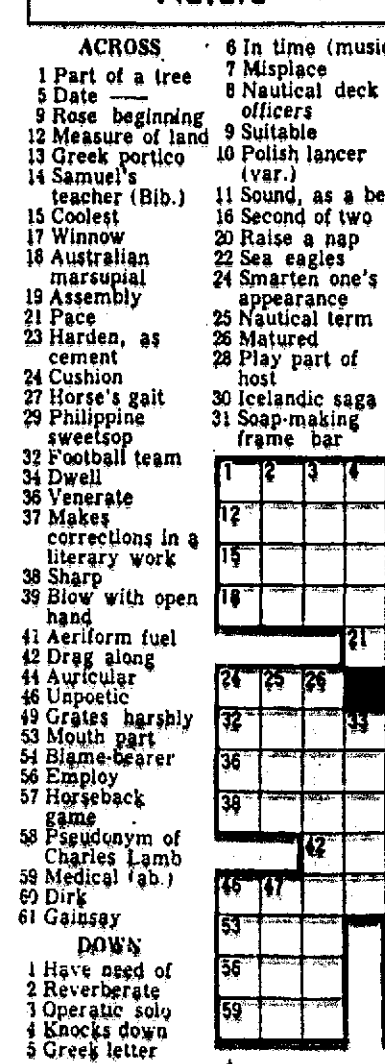 ACROSS
1 Part of a tree
5 Date ——
9 Rose beginning
12 Measure of land
13 Greek portico
14 Samuel's
teacher (Bib.)
15 Coolest
17 Winnow
18 Australian
marsupial
19 Assembly
21 Pace
23 Harden, as
cement
24 Cushion
27 Horse's gait
29 Philippine
sweetsop
32 Football team
34 Dwell
36 Venerate
37 Makes
corrections in a
literary work
38 Sharp
39 Blow with open
hand
41 Aeriform fuel
42 Drag along
44 Auricular
46 Unpoetic
49 Grates harshly
53 Mouth part
54 Blame-bearer
56 Employ
57 Horseback
game
58 Pseudonym of
Charles Lamb
59 Medical (ab.)
60 Dirk
61 Gainsay
DOWN
1 Have need of
2 Reverberate
3 Operatic solo
4 Knocks down
5 Greek letter
6 In time (music
7 Misplace
8 Nautical deck
officers
9 Suitable
10 Polish lancer
(var.)
11 Sound, as a be
16 Second of two
20 Raise a nap
22 Sea eagles
24 Smarten one's
appearance
25 Nautical term
26 Matured
28 Play part of
host
30 Icelandic saga
31 Soap-making
frame bar
1 2 3 4
12
15
18
21
24 25 26
32 33
36
39
42
46 47
53
56
59